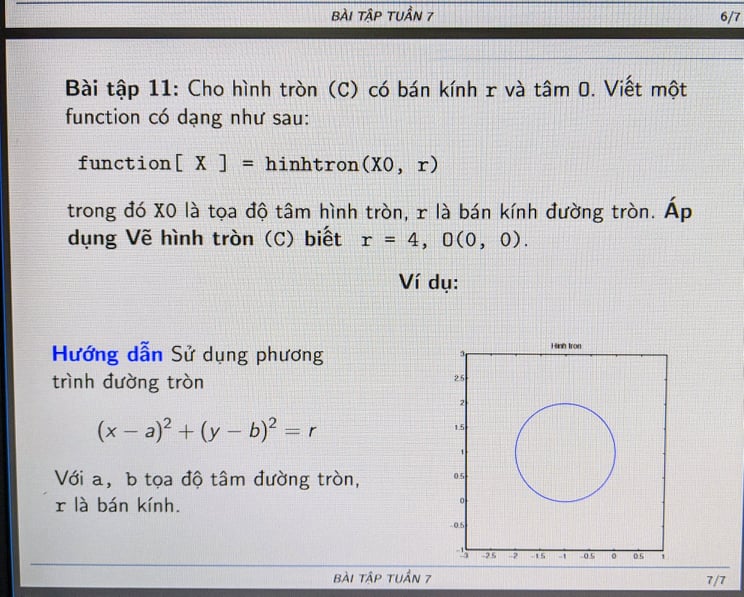 BÀI TẬP TUẦN 7
6/7
Bài tập 11: Cho hình tròn (C) có bán kính r và tâm O. Viết một
function có dạng như sau:
function[ X ] = hinhtron(XO, r)
trong đó XO là tọa độ tâm hình tròn, r là bán kính đường tròn. Áp
dụng Vẽ hình tròn (C) biết r = 4, O(0, 0).
Ví dụ:
Hướng dẫn Sử dụng phương
trình đường tròn
(x − a)² + (y − b)² = r
Với a, b tọa độ tâm đường tròn,
r là bán kính.
Hinh tron
3
2.5
2
1.5
1
0.5
0
-0.5
-1
-3 -2.5 -2 -1.5 -1 -0.5 0 0.5 1
BÀI TẬP TUẦN 7
7/7